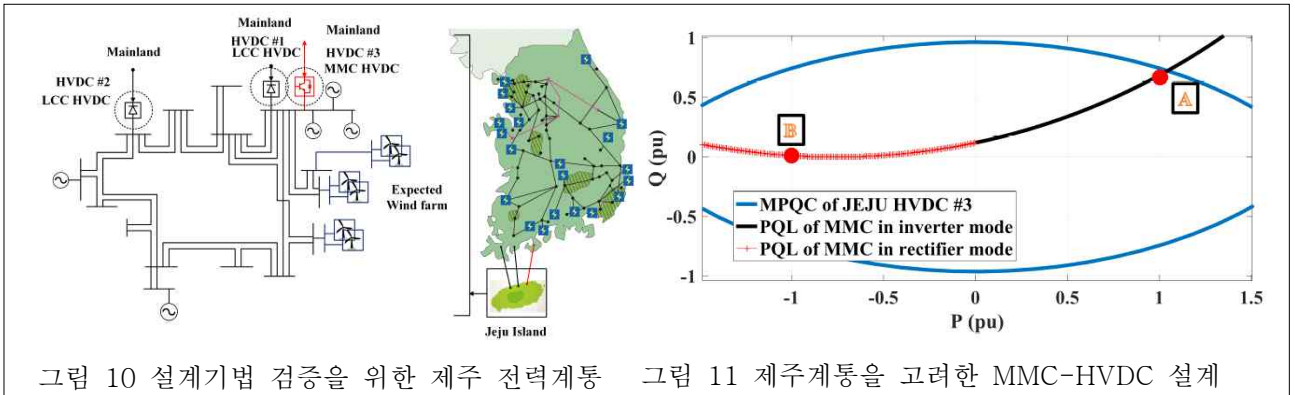 Mainland
HVDC #2
LCC HVDC
Mainland
HVDC #1
LCC HVDC
Mainland
HVDC #3
MMC HVDC
Expected
Wind farm
Jeju Island
1
0.5
0
-0.5
-1
Q (pu)
B
A
MPQC of JEJU HVDC #3
PQL of MMC in inverter mode
PQL of MMC in rectifier mode
-1 -0.5 0 0.5 1 1.5
P (pu)
그림 10 설계기법 검증을 위한 제주 전력계통
그림 11 제주계통을 고려한 MMC-HVDC 설계